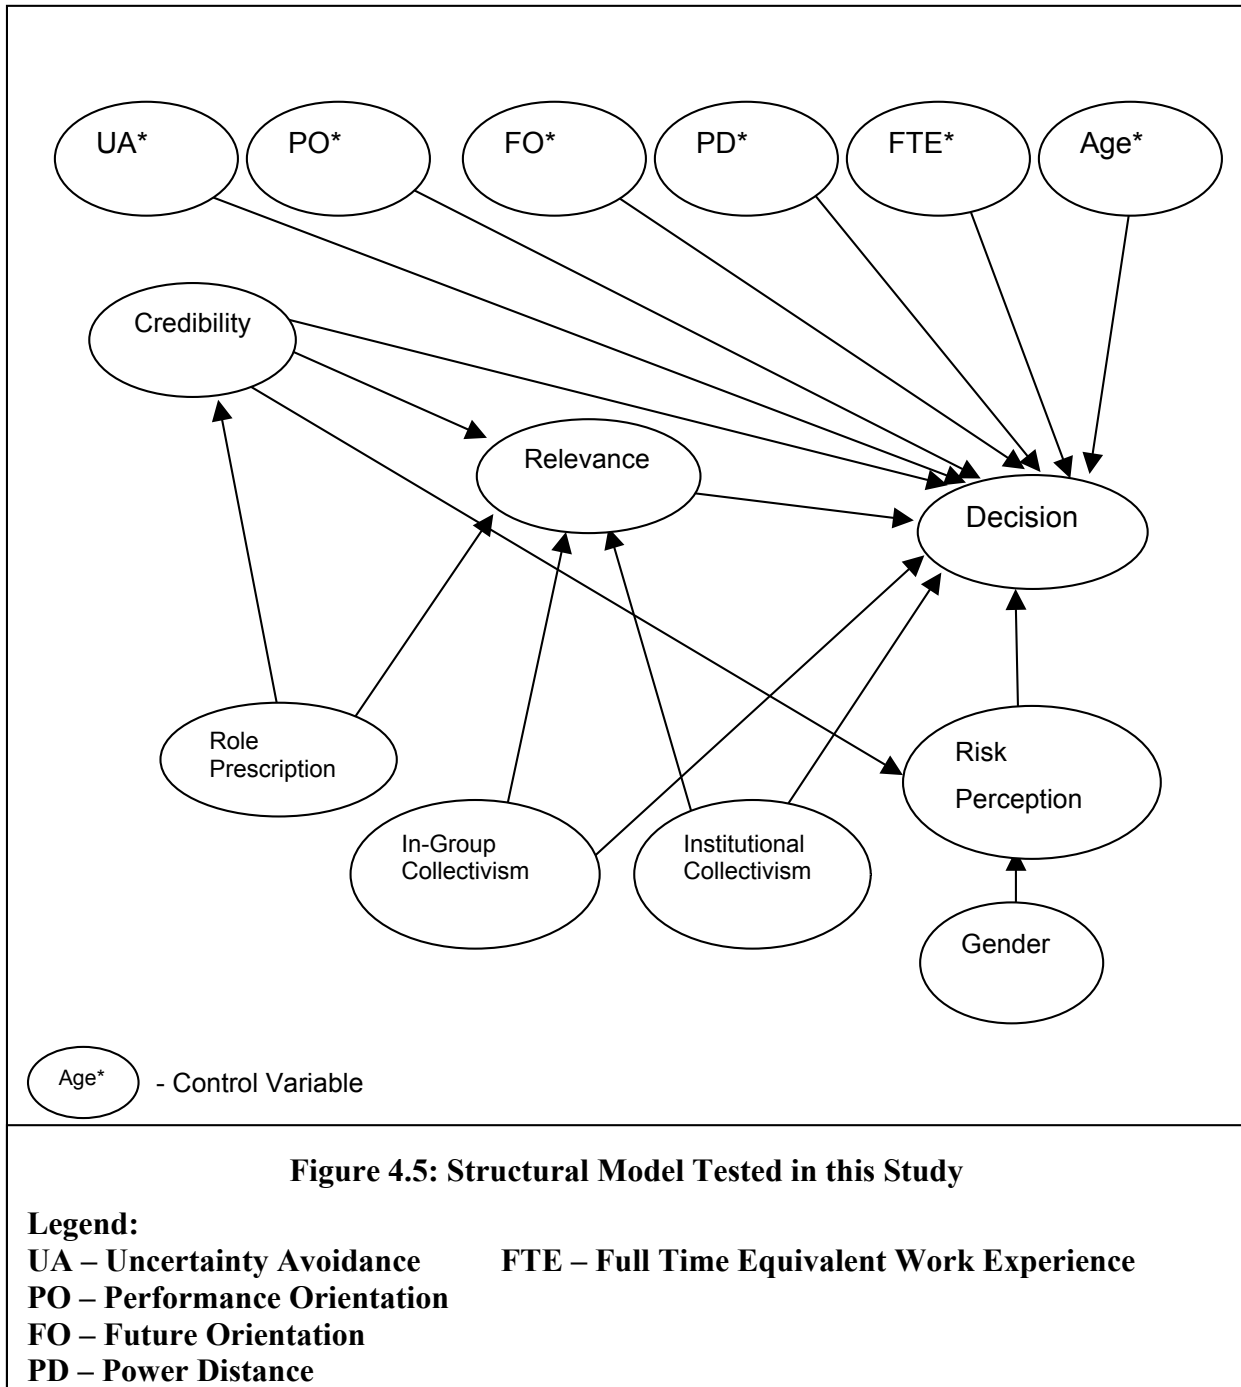 UA* PO* FO* PD* FTE* Age*
Credibility
Relevance
Decision
Role
Prescription
Risk
Perception
In-Group
Collectivism
Institutional
Collectivism
Gender
Age* - Control Variable
Figure 4.5: Structural Model Tested in this Study
Legend:
UA – Uncertainty Avoidance FTE – Full Time Equivalent Work Experience
PO – Performance Orientation
FO – Future Orientation
PD – Power Distance